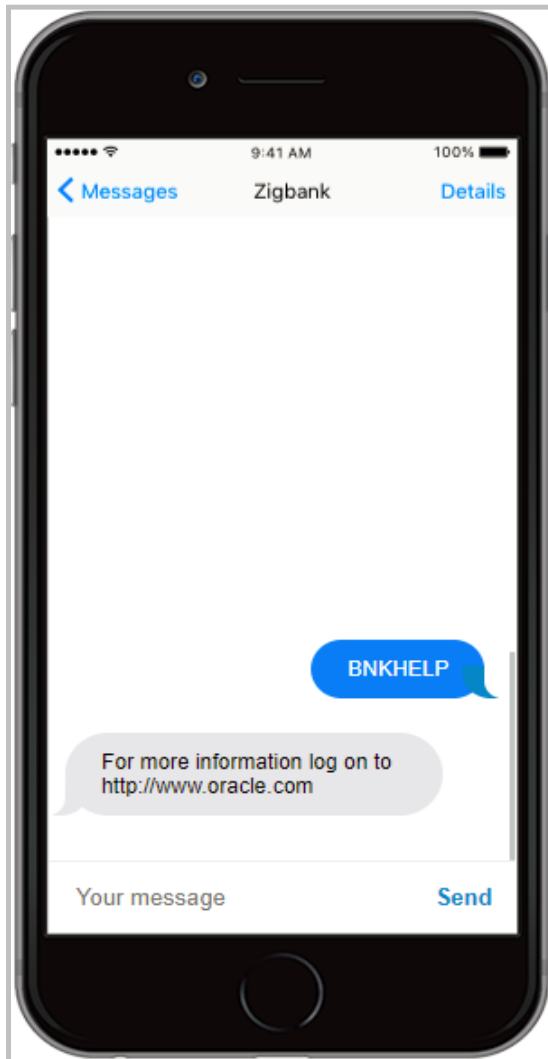 9:41 AM 100%
Messages Zigbank Details
BNKHELP
For more information log on to
http://www.oracle.com
Your message Send